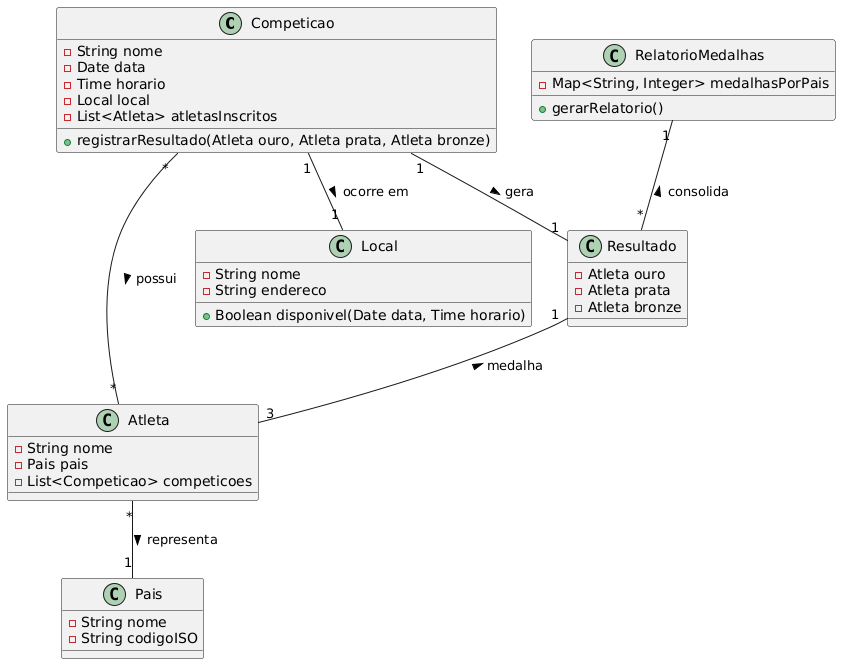 C Competicao
String nome
Date data
Time horario
Local local
List<Atleta> atletasInscritos
registrarResultado(Atleta ouro, Atleta prata, Atleta bronze)
C RelatorioMedalhas
Map<String, Integer> medalhasPorPais
gerarRelatorio()
* 1 1 1
possui
*
ocorre em
1
gera
1
consolida
*
C Local
String nome
String endereco
Boolean disponivel(Date data, Time horario)
C Resultado
Atleta ouro
Atleta prata
Atleta bronze
1
medalha
3
C Atleta
String nome
Pais pais
List<Competicao> competicoes
*
representa
1
C Pais
String nome
String codigoISO